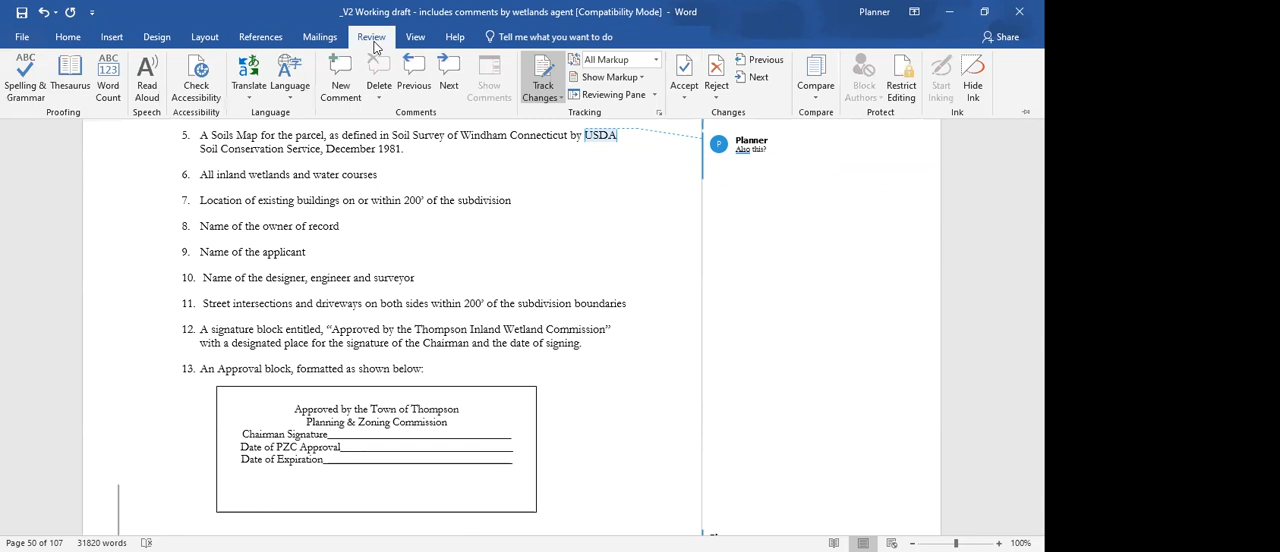 _V2 Working draft - includes comments by wetlands agent [Compatibility Mode] - Word
Planner
File Home Insert Design Layout References Mailings Review View Help Tell me what you want to do Share
ABC Spelling & Grammar
Thesaurus
ABC 123 Word Count
Proofing
Read Aloud
Speech
Check Accessibility
Accessibility
Translate
Language
Language
New Comment
Delete
Previous
Next
Show Comments
Comments
Track Changes
All Markup
Show Markup
Reviewing Pane
Tracking
Accept
Reject
Previous
Next
Changes
Compare
Compare
Block Authors
Restrict Editing
Protect
Start Inking
Hide Ink
Ink
5. A Soils Map for the parcel, as defined in Soil Survey of Windham Connecticut by USDA
Soil Conservation Service, December 1981.
P Planner
Also this?
6. All inland wetlands and water courses
7. Location of existing buildings on or within 200’ of the subdivision
8. Name of the owner of record
9. Name of the applicant
10. Name of the designer, engineer and surveyor
11. Street intersections and driveways on both sides within 200’ of the subdivision boundaries
12. A signature block entitled, “Approved by the Thompson Inland Wetland Commission”
with a designated place for the signature of the Chairman and the date of signing.
13. An Approval block, formatted as shown below:
Approved by the Town of Thompson
Planning & Zoning Commission
Chairman Signature
Date of PZC Approval
Date of Expiration
Page 50 of 107 31820 words
100%